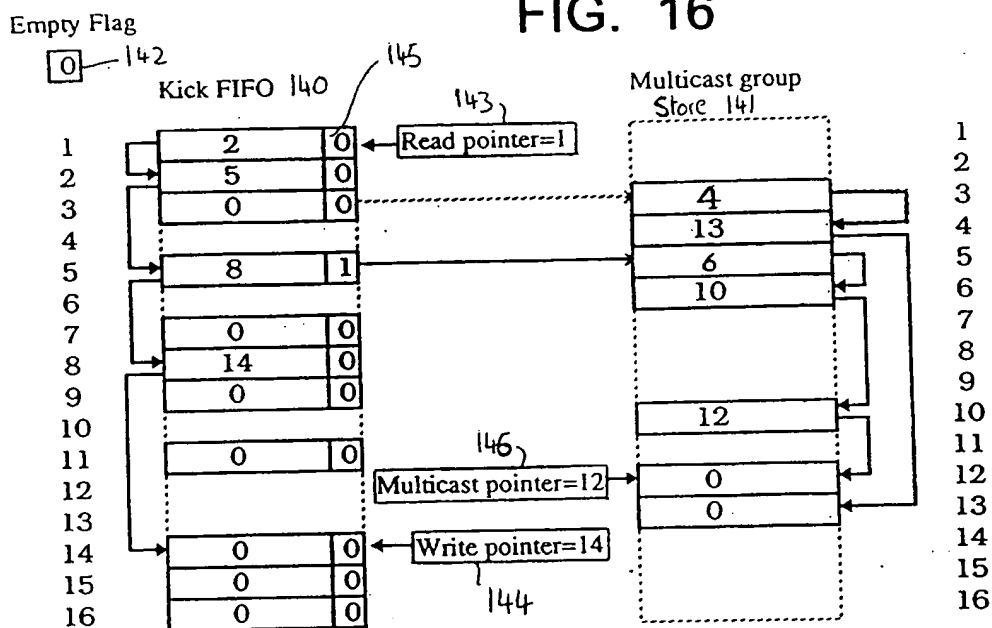 FIG. 16
Empty Flag
0 142
Kick FIFO 140
145
Multicast group
Store 141
143
Read pointer=1
1 2 0 1
2 5 0 2
3 0 0 4 3
4 13 4
5 8 1 6 5
6 10 6
7 0 0 7
8 14 0 8
9 0 0 9
10 12 10
11 0 0 11
146
12 Multicast pointer=12 0 12
13 0 13
14 0 0 Write pointer=14 14
15 0 0 15
144
16 0 0 16